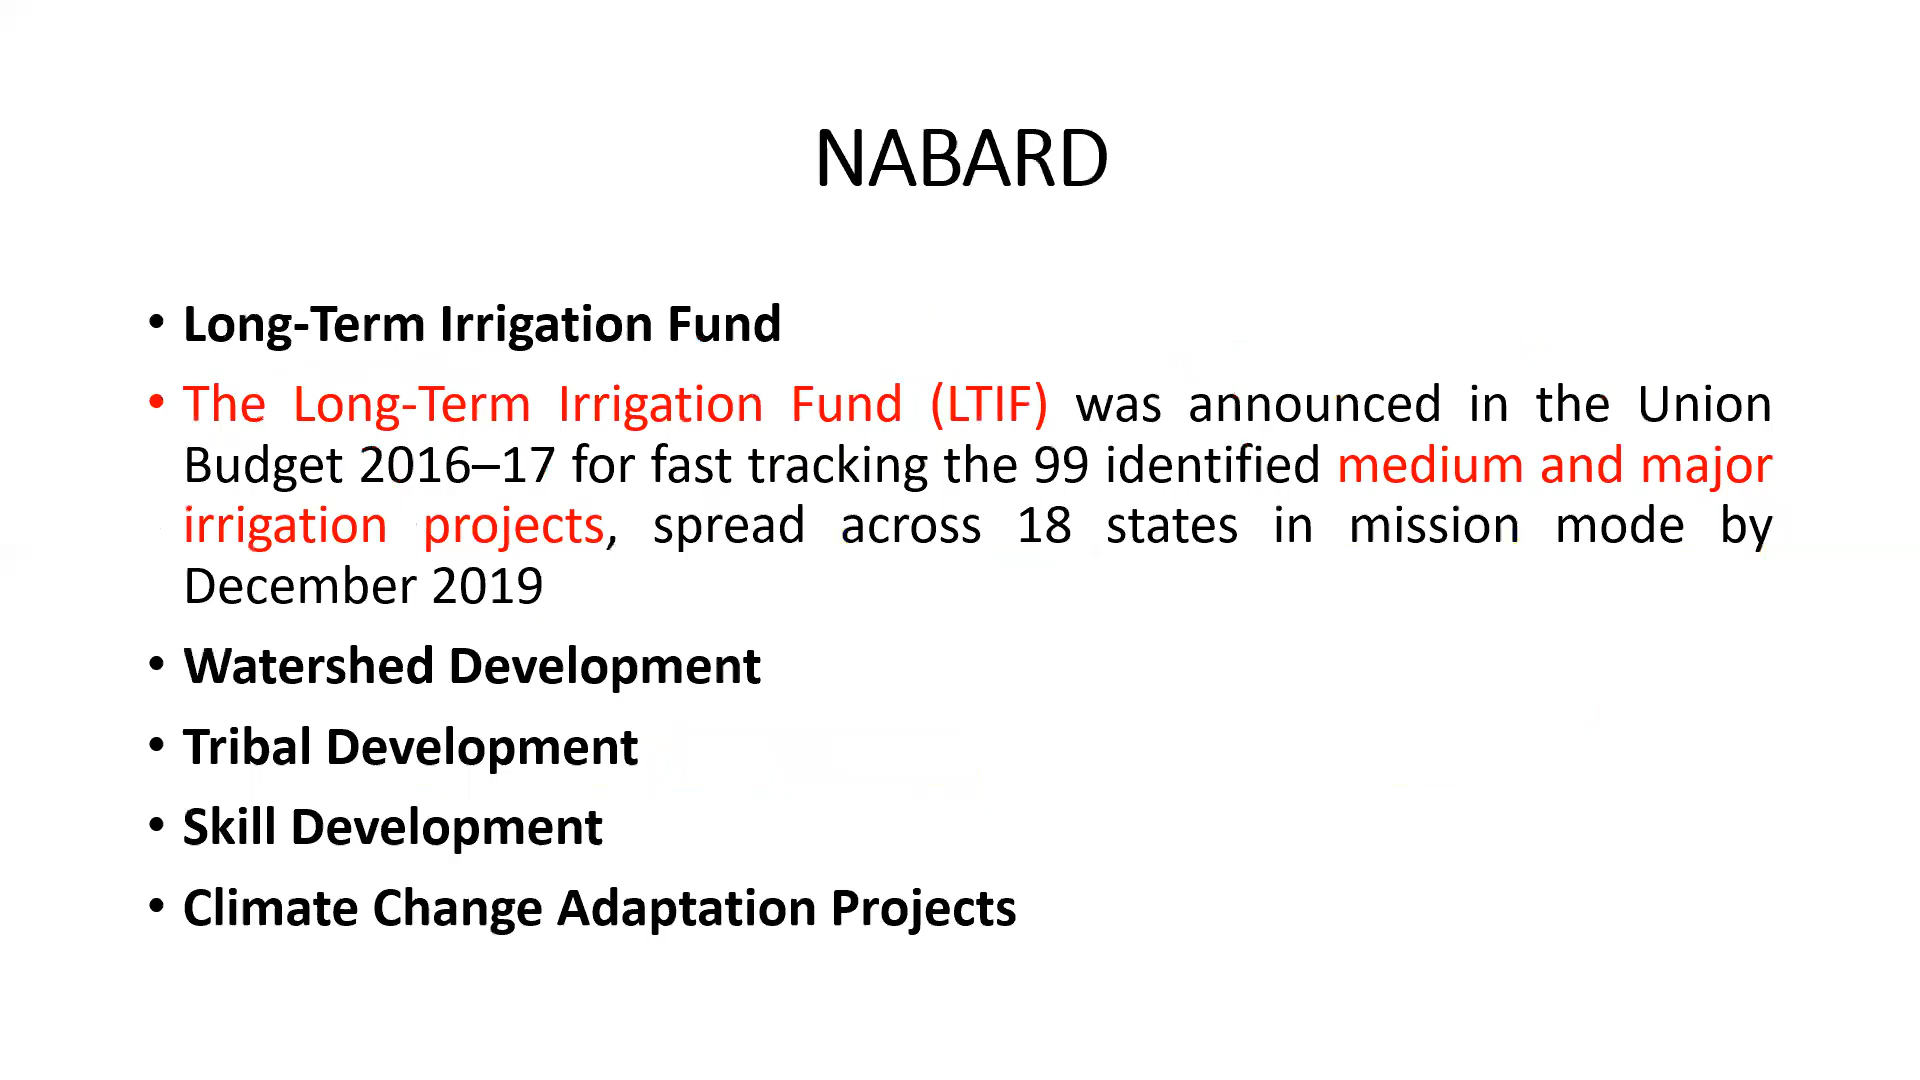 NABARD
• Long-Term Irrigation Fund
• The Long-Term Irrigation Fund (LTIF) was announced in the Union
Budget 2016–17 for fast tracking the 99 identified medium and major
irrigation projects, spread across 18 states in mission mode by
December 2019
• Watershed Development
• Tribal Development
• Skill Development
• Climate Change Adaptation Projects